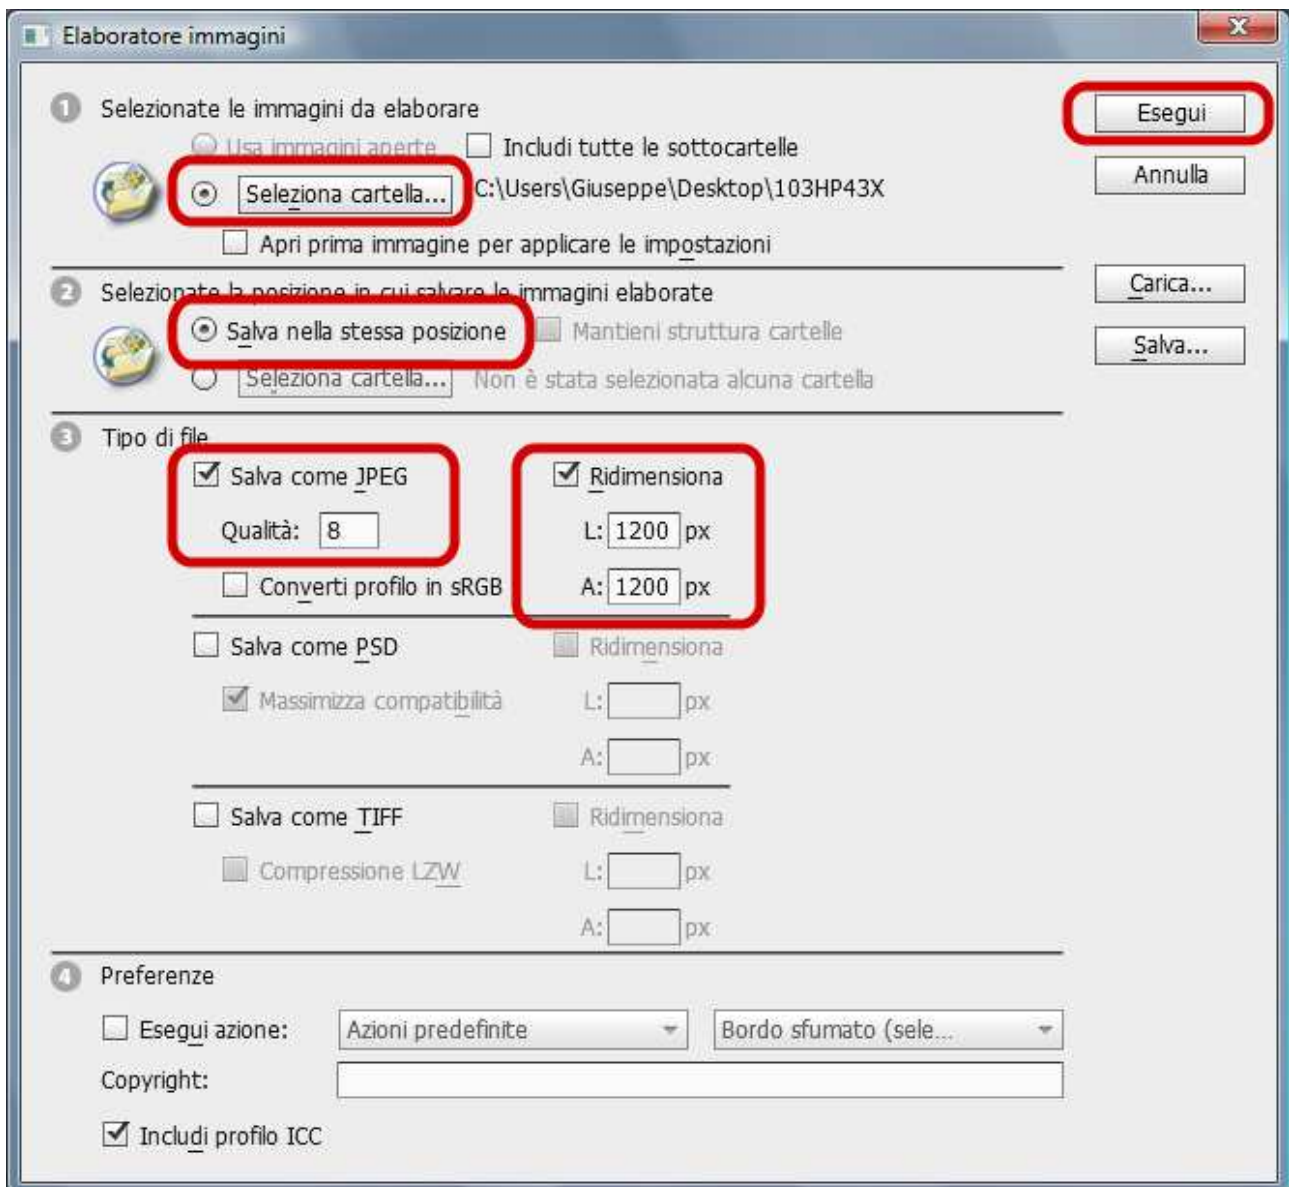 Elaboratore immagini
1 Selezionate le immagini da elaborare
Usa immagini aperte Includi tutte le sottocartelle
Seleziona cartella... C:\Users\Giuseppe\Desktop\103HP43X
Apri prima immagine per applicare le impostazioni
2 Selezionate la posizione in cui salvare le immagini elaborate
Salva nella stessa posizione Mantieni struttura cartelle
Seleziona cartella... Non è stata selezionata alcuna cartella
3 Tipo di file
Salva come JPEG Ridimensiona
Qualità: 8 L: 1200 px
Converti profilo in sRGB A: 1200 px
Salva come PSD Ridimensiona
Massimizza compatibilità L: px
A: px
Salva come TIFF Ridimensiona
Compressione LZW L: px
A: px
4 Preferenze
Esegui azione: Azioni predefinite Bordo sfumato (sele...
Copyright:
Includi profilo ICC
Esegui
Annulla
Carica...
Salva...